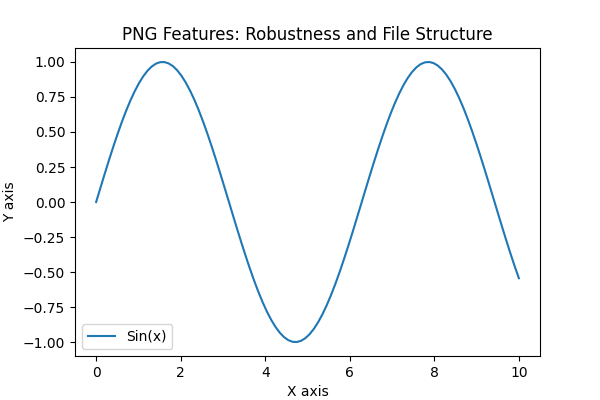 PNG Features: Robustness and File Structure
1.00
0.75
0.50
0.25
0.00
−0.25
−0.50
−0.75
−1.00
Y axis
Sin(x)
0 2 4 6 8 10
X axis